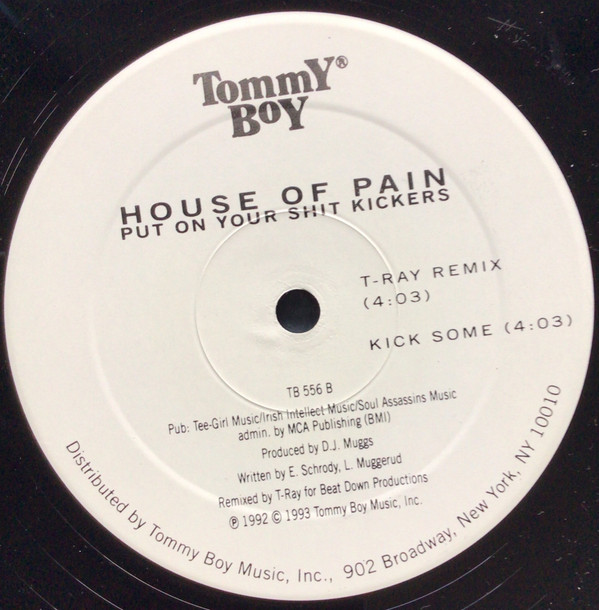 Tommy®
Boy
HOUSE OF PAIN
PUT ON YOUR SHIT KICKERS
T-RAY REMIX
(4:03)
KICK SOME (4:03)
TB 556 B
Pub: Tee-Girl Music/Irish Intellect Music/Soul Assassins Music
admin. by MCA Publishing (BMI)
Produced by D.J. Muggs
Written by E. Schrody, L. Muggerud
Remixed by T-Ray for Beat Down Productions
℗ 1992 © 1993 Tommy Boy Music, Inc.
Distributed by Tommy Boy Music, Inc., 902 Broadway, New York, NY 10010